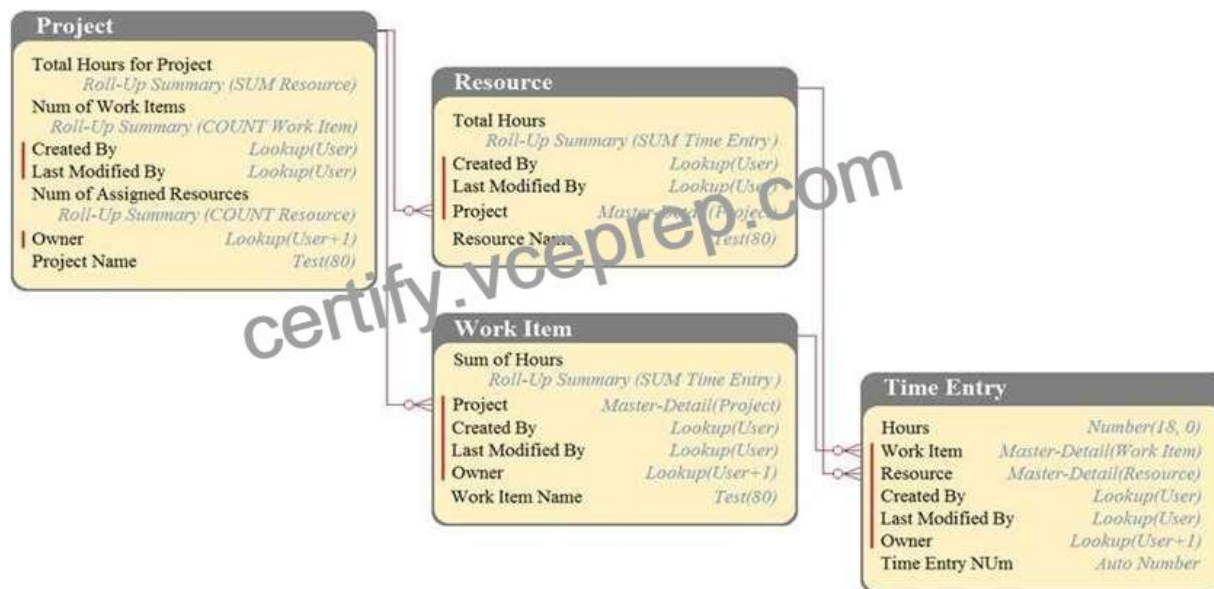 Project
Total Hours for Project
Roll-Up Summary (SUM Resource)
Num of Work Items
Roll-Up Summary (COUNT Work Item)
Created By Lookup(User)
Last Modified By Lookup(User)
Num of Assigned Resources
Roll-Up Summary (COUNT Resource)
Owner Lookup(User+1)
Project Name Test(80)
Resource
Total Hours
Roll-Up Summary (SUM Time Entry)
Created By Lookup(User)
Last Modified By Lookup(User)
Project Master-Detail(Project)
Resource Name Test(80)
Work Item
Sum of Hours
Roll-Up Summary (SUM Time Entry)
Project Master-Detail(Project)
Created By Lookup(User)
Last Modified By Lookup(User)
Owner Lookup(User+1)
Work Item Name Test(80)
Time Entry
Hours Number(18, 0)
Work Item Master-Detail(Work Item)
Resource Master-Detail(Resource)
Created By Lookup(User)
Last Modified By Lookup(User)
Owner Lookup(User+1)
Time Entry NUm Auto Number
certify.vceprep.com